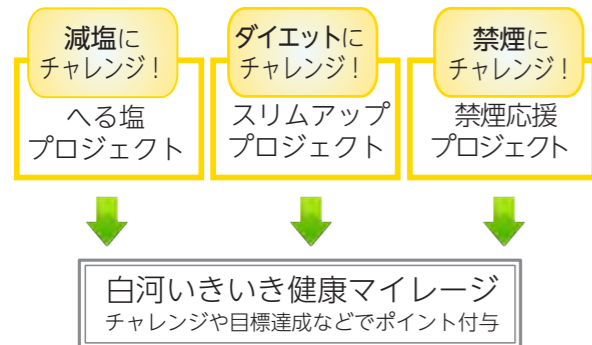 減塩に
チャレンジ！
へる塩
プロジェクト
ダイエットに
チャレンジ！
スリムアップ
プロジェクト
禁煙に
チャレンジ！
禁煙応援
プロジェクト
白河いきいき健康マイレージ
チャレンジや目標達成などでポイント付与